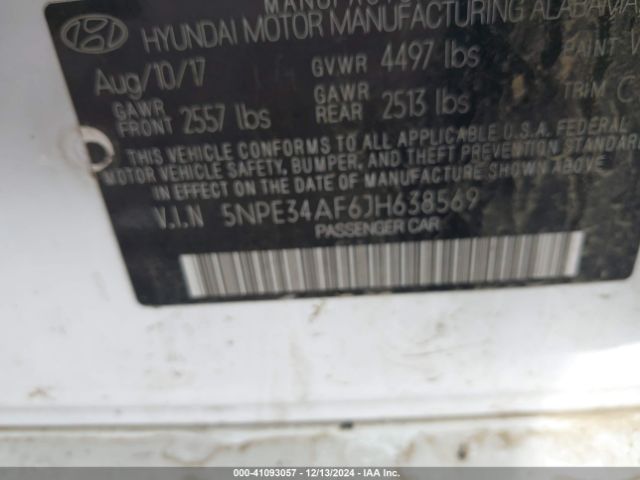 HYUNDAI MOTOR MANUFACTURING ALABAMA
Aug/10/17 GVWR 4497 lbs PAINT
GAWR FRONT 2557 lbs GAWR REAR 2513 lbs TRIM
THIS VEHICLE CONFORMS TO ALL APPLICABLE U.S.A. FEDERAL
MOTOR VEHICLE SAFETY, BUMPER, AND THEFT PREVENTION STANDARDS
IN EFFECT ON THE DATE OF MANUFACTURE SHOWN ABOVE.
V.I.N 5NPE34AF6JH638569
PASSENGER CAR
000-41093057 - 12/13/2024 - IAA Inc.